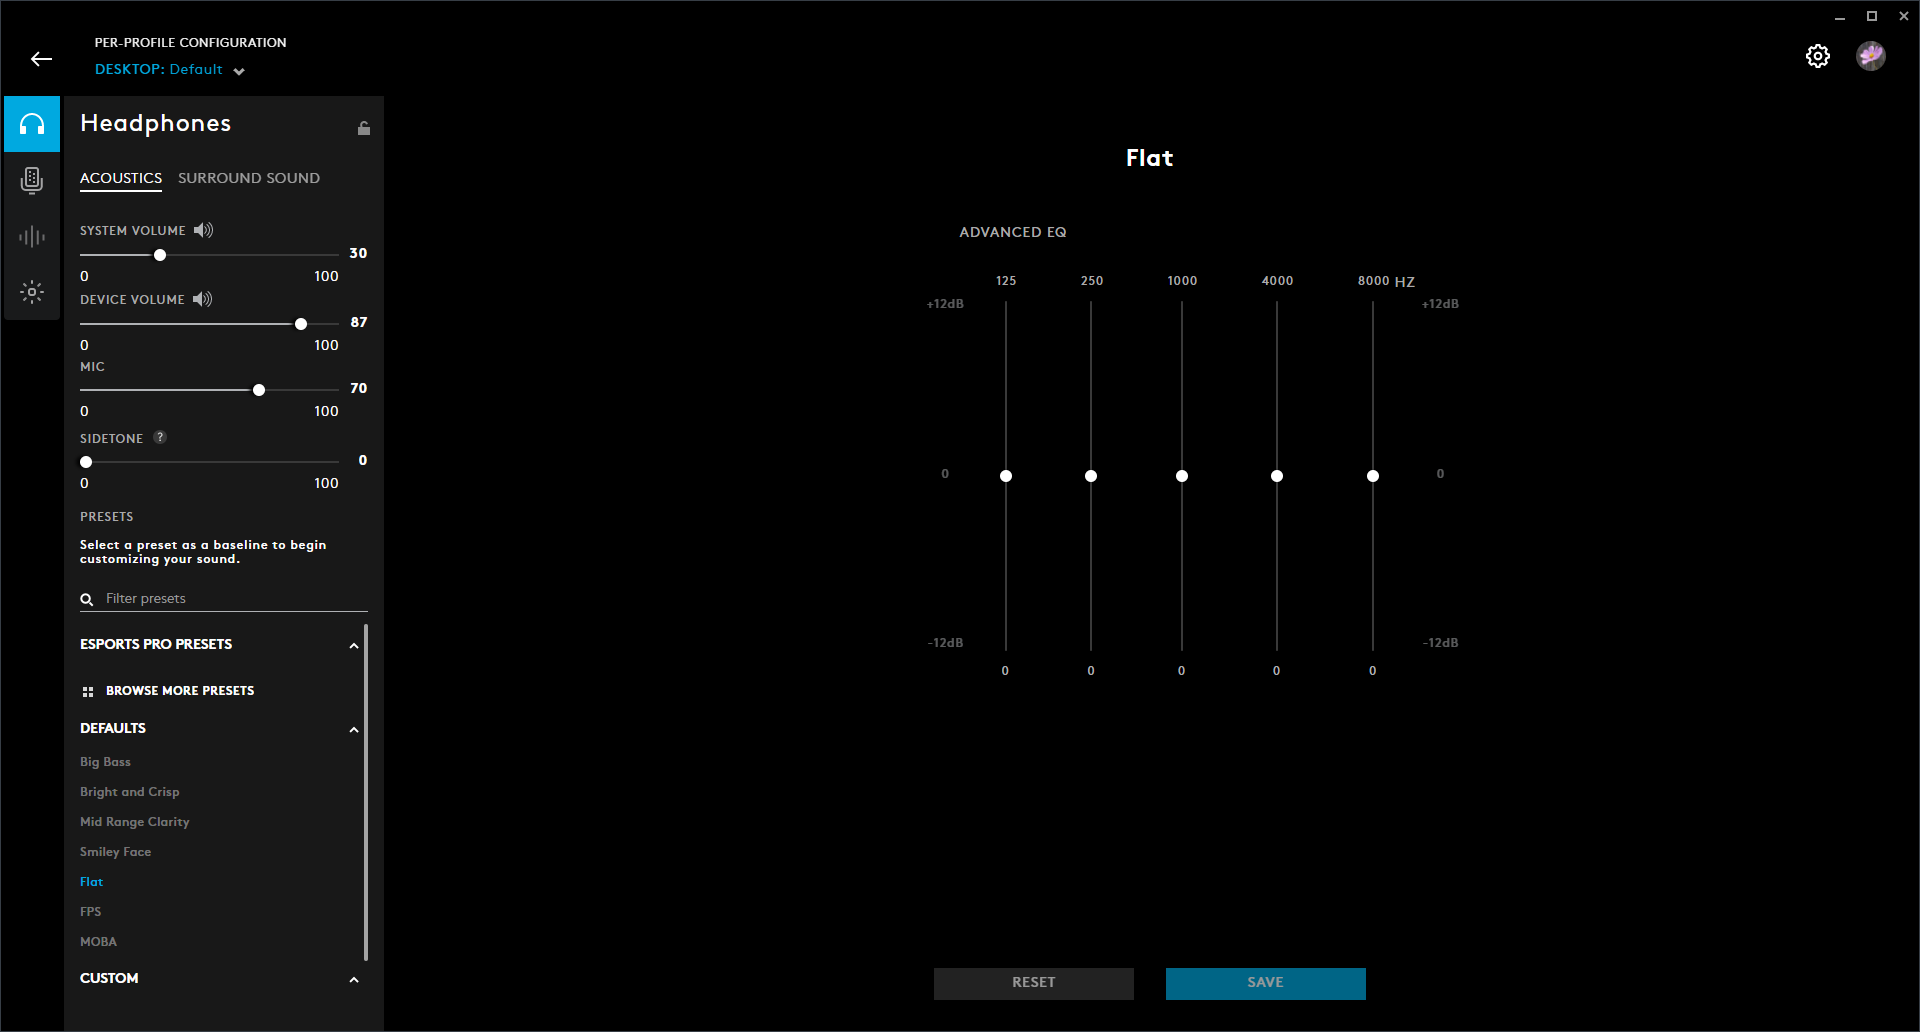 PER-PROFILE CONFIGURATION
DESKTOP: Default
Headphones
ACOUSTICS SURROUND SOUND
SYSTEM VOLUME
30
0 100
DEVICE VOLUME
87
0 100
MIC
70
0 100
SIDETONE ?
0
0 100
PRESETS
Select a preset as a baseline to begin
customizing your sound.
Filter presets
ESPORTS PRO PRESETS
BROWSE MORE PRESETS
DEFAULTS
Big Bass
Bright and Crisp
Mid Range Clarity
Smiley Face
Flat
FPS
MOBA
CUSTOM
Flat
ADVANCED EQ
125 250 1000 4000 8000 HZ
+12dB +12dB
0 0
-12dB -12dB
0 0 0 0 0
RESET SAVE